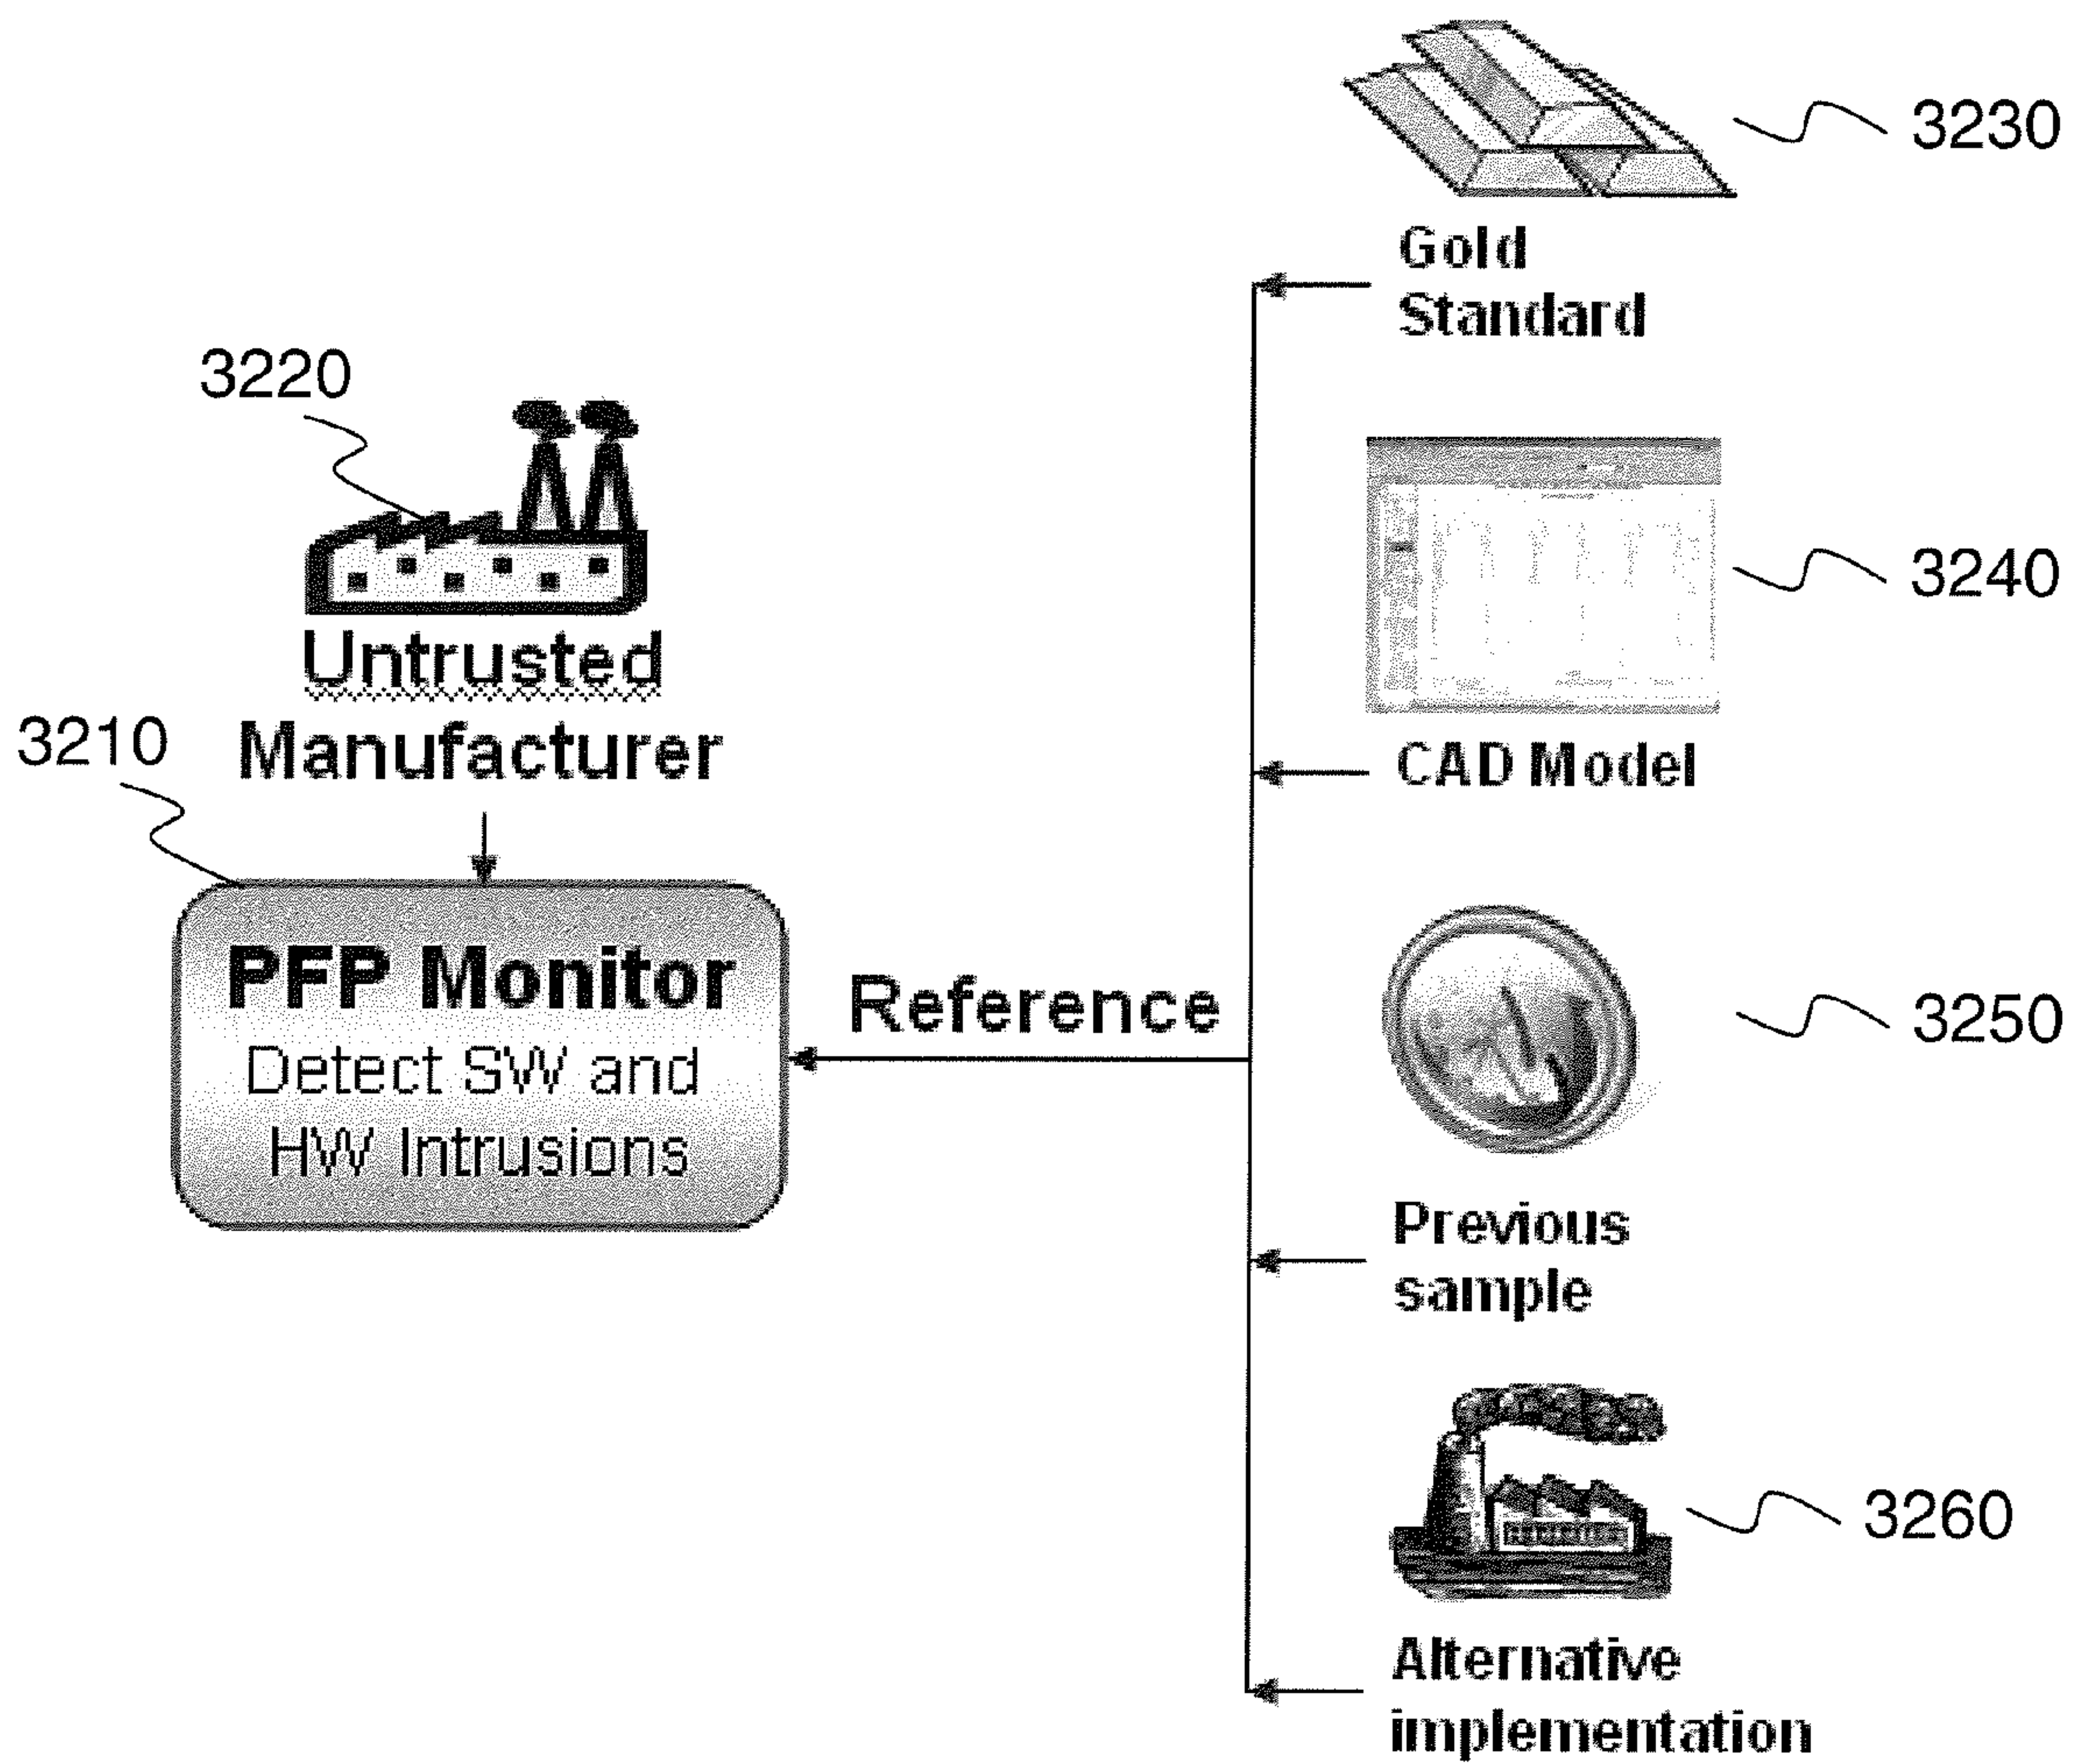 3230
Gold
Standard
3220
3240
Untrusted
3210
Manufacturer
CAD Model
PFP Monitor
Detect SW and
HW Intrusions
Reference
3250
Previous
sample
3260
Alternative
implementation